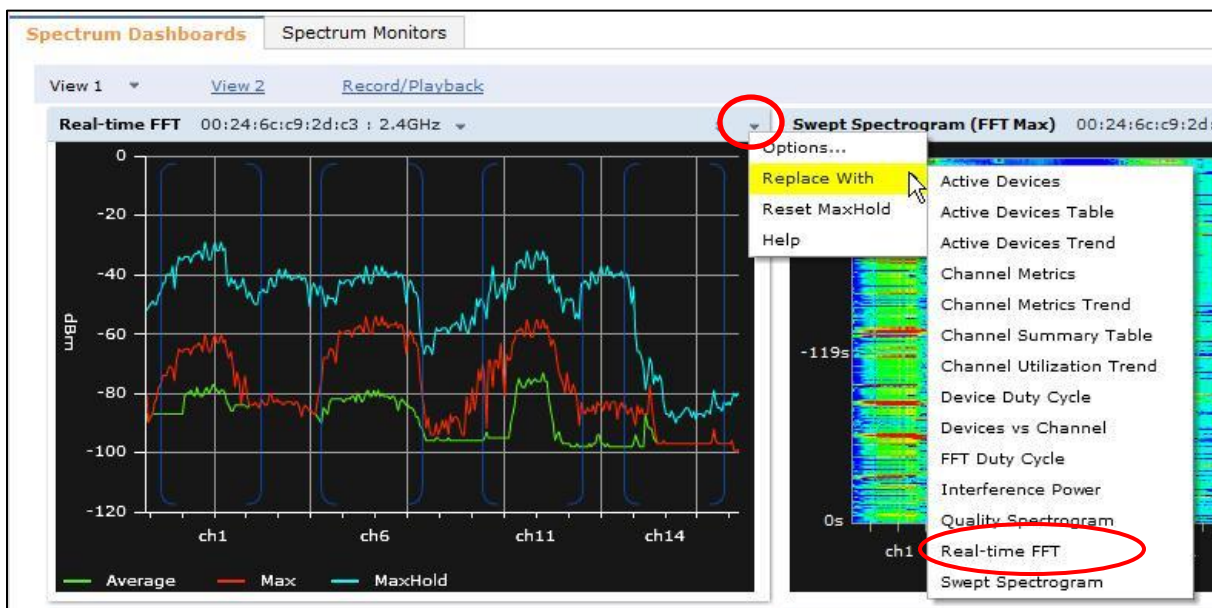 Spectrum Dashboards Spectrum Monitors
View 1 View 2 Record/Playback
Real-time FFT 00:24:6c:c9:2d:c3 : 2.4GHz
0
-20
-40
-60
-80
-100
-120
dBm
ch1 ch6 ch11 ch14
Average Max MaxHold
Options...
Replace With
Reset MaxHold
Help
Swept Spectrogram (FFT Max) 00:24:6c:c9:2d:
-119s
0s
ch1
Active Devices
Active Devices Table
Active Devices Trend
Channel Metrics
Channel Metrics Trend
Channel Summary Table
Channel Utilization Trend
Device Duty Cycle
Devices vs Channel
FFT Duty Cycle
Interference Power
Quality Spectrogram
Real-time FFT
Swept Spectrogram